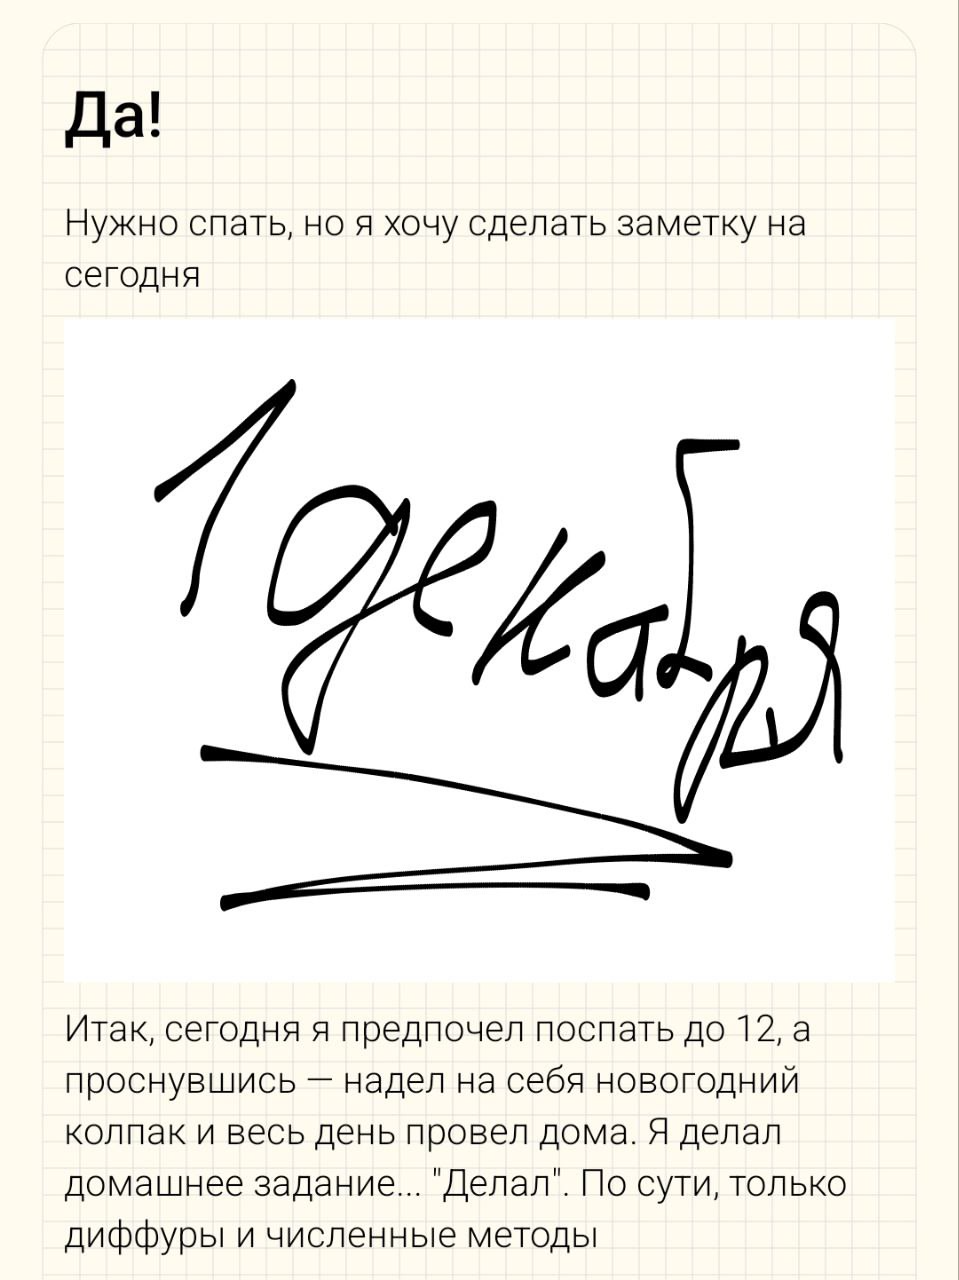 Да!
Нужно спать, но я хочу сделать заметку на
сегодня
1 декабря
Итак, сегодня я предпочел поспать до 12, а
проснувшись — надел на себя новогодний
колпак и весь день провел дома. Я делал
домашнее задание... "Делал". По сути, только
диффуры и численные методы